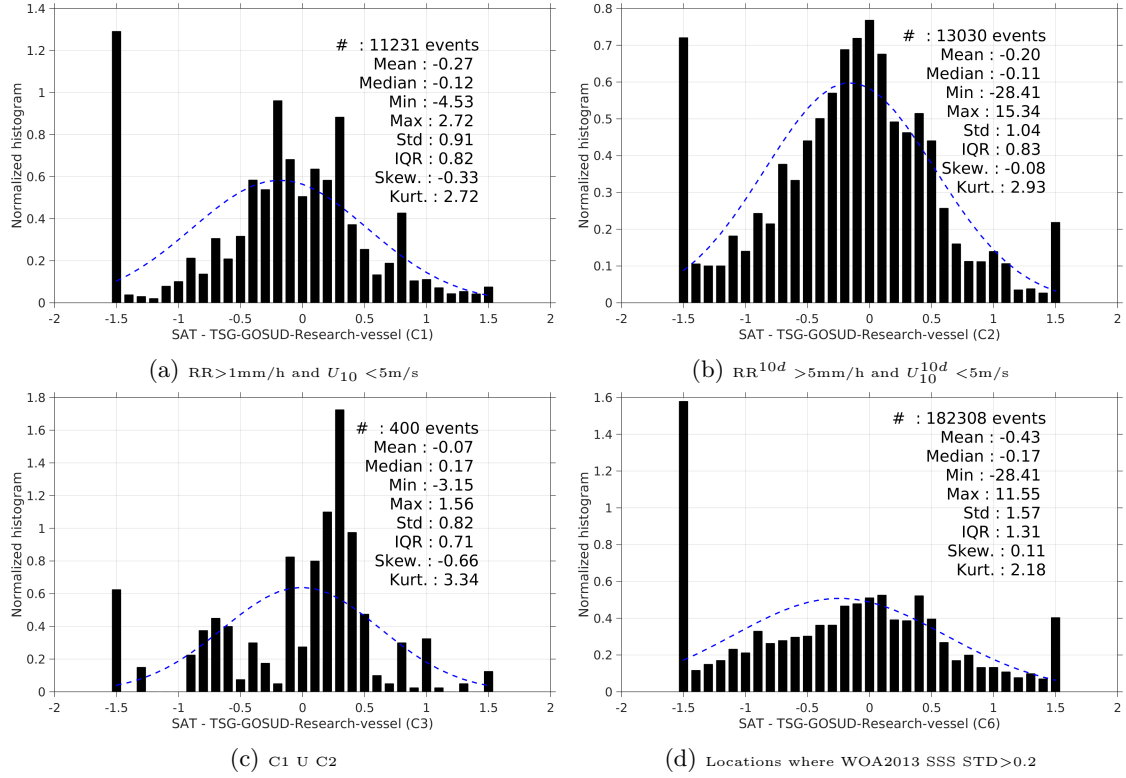 1.4
1.2
1
0.8
0.6
0.4
0.2
0
-2
-1.5
-1
-0.5
0
0.5
1
1.5
2
Normalized histogram
SAT - TSG-GOSUD-Research-vessel (C1)
# : 11231 events
Mean : -0.27
Median : -0.12
Min : -4.53
Max : 2.72
Std : 0.91
IQR : 0.82
Skew. : -0.33
Kurt. : 2.72
(a) RR>1mm/h and U10 <5m/s
0.8
0.7
0.6
0.5
0.4
0.3
0.2
0.1
0
-2
-1.5
-1
-0.5
0
0.5
1
1.5
2
Normalized histogram
SAT - TSG-GOSUD-Research-vessel (C2)
# : 13030 events
Mean : -0.20
Median : -0.11
Min : -28.41
Max : 15.34
Std : 1.04
IQR : 0.83
Skew. : -0.08
Kurt. : 2.93
(b) RR10d >5mm/h and U10 10d <5m/s
1.8
1.6
1.4
1.2
1
0.8
0.6
0.4
0.2
0
-2
-1.5
-1
-0.5
0
0.5
1
1.5
2
Normalized histogram
SAT - TSG-GOSUD-Research-vessel (C3)
# : 400 events
Mean : -0.07
Median : 0.17
Min : -3.15
Max : 1.56
Std : 0.82
IQR : 0.71
Skew. : -0.66
Kurt. : 3.34
(c) C1 U C2
1.6
1.4
1.2
1
0.8
0.6
0.4
0.2
0
-2
-1.5
-1
-0.5
0
0.5
1
1.5
2
Normalized histogram
SAT - TSG-GOSUD-Research-vessel (C6)
# : 182308 events
Mean : -0.43
Median : -0.17
Min : -28.41
Max : 11.55
Std : 1.57
IQR : 1.31
Skew. : 0.11
Kurt. : 2.18
(d) Locations where WOA2013 SSS STD>0.2